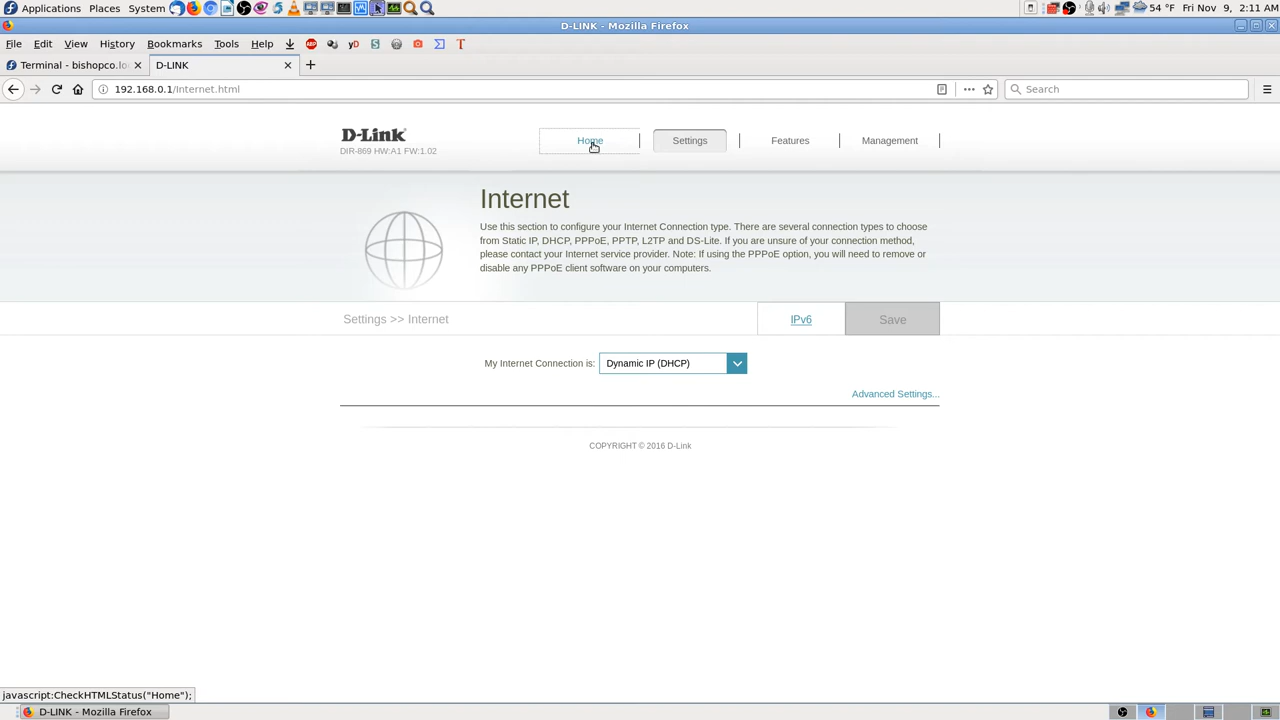 Applications Places System 54 °F Fri Nov 9, 2:11 AM
D-LINK - Mozilla Firefox
File Edit View History Bookmarks Tools Help ABP yD S T
Terminal - bishopco.lo
D-LINK
192.168.0.1/Internet.html
Search
D-Link
Home Settings Features Management
DIR-869 HW:A1 FW:1.02
Internet
Use this section to configure your Internet Connection type. There are several connection types to choose
from Static IP, DHCP, PPPoE, PPTP, L2TP and DS-Lite. If you are unsure of your connection method,
please contact your Internet service provider. Note: If using the PPPoE option, you will need to remove or
disable any PPPoE client software on your computers.
Settings >> Internet IPv6 Save
My Internet Connection is: Dynamic IP (DHCP)
Advanced Settings...
COPYRIGHT © 2016 D-Link
javascript:CheckHTMLStatus("Home");
D-LINK - Mozilla Firefox